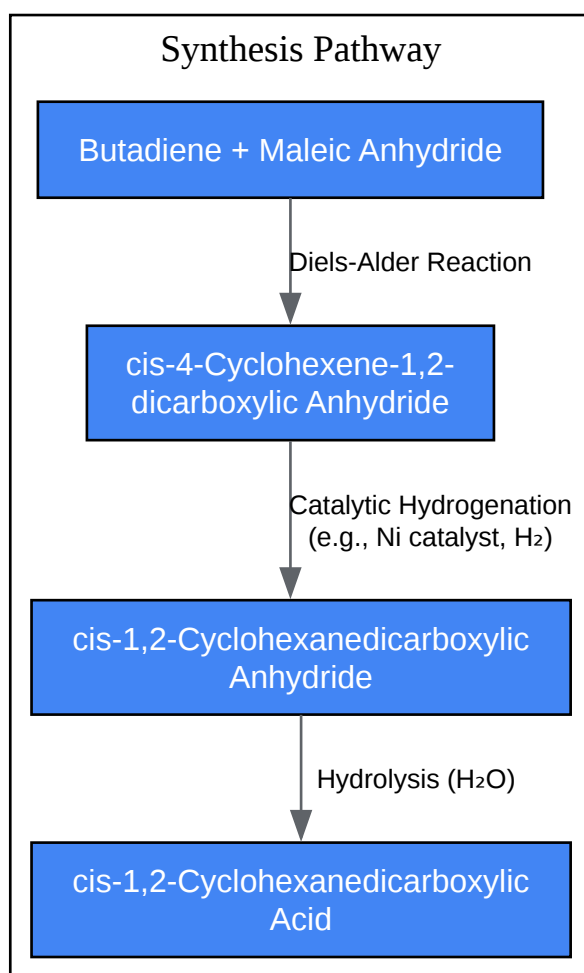 Synthesis Pathway
Butadiene + Maleic Anhydride
Diels-Alder Reaction
cis-4-Cyclohexene-1,2-
dicarboxylic Anhydride
Catalytic Hydrogenation
(e.g., Ni catalyst, H₂)
cis-1,2-Cyclohexanedicarboxylic
Anhydride
Hydrolysis (H₂O)
cis-1,2-Cyclohexanedicarboxylic
Acid